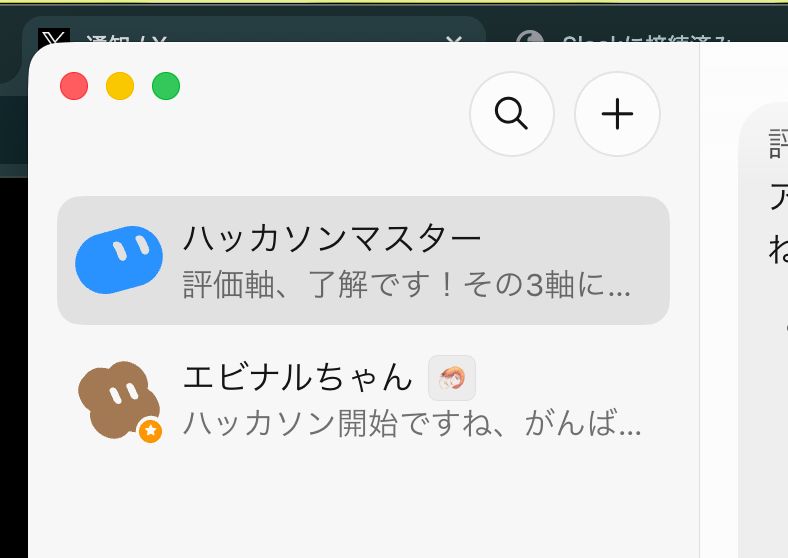 ハッカソンマスター
評価軸、了解です！その3軸に...
エビナルちゃん
ハッカソン開始ですね、がんば...